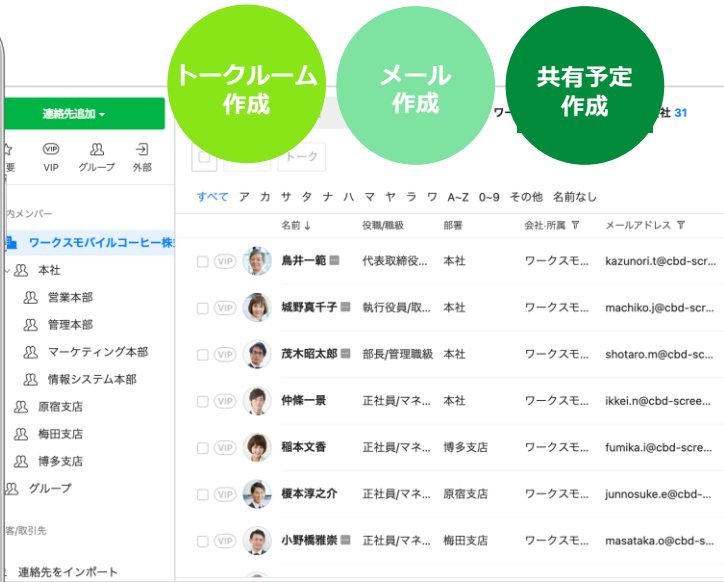 トークルーム
作成
メール
作成
共有予定
作成
連絡先追加
ワー
社 31
要
VIP
グループ
外部
トーク
すべて ア カ サ タ ナ ハ マ ヤ ラ ワ A~Z 0~9 その他 名前なし
内メンバー
ワークスモバイルコーヒー株
本社
営業本部
管理本部
マーケティング本部
情報システム本部
原宿支店
梅田支店
博多支店
グループ
客/取引先
連絡先をインポート
名前 ↓ 役職/職級 部署 会社·所属 メールアドレス
VIP 鳥井一範 代表取締役... 本社 ワークスモ... kazunori.t@cbd-scr...
VIP 城野真千子 執行役員/取... 本社 ワークスモ... machiko.j@cbd-scr...
VIP 茂木昭太郎 部長/管理職級 本社 ワークスモ... shotaro.m@cbd-sc...
VIP 仲條一景 正社員/マネ... 本社 ワークスモ... ikkei.n@cbd-scree...
VIP 稲本文香 正社員/マネ... 博多支店 ワークスモ... fumika.i@cbd-scre...
VIP 榎本淳之介 正社員/マネ... 原宿支店 ワークスモ... junnosuke.e@cbd-...
VIP 小野橋雅崇 正社員/マネ... 梅田支店 ワークスモ... masataka.o@cbd-s...